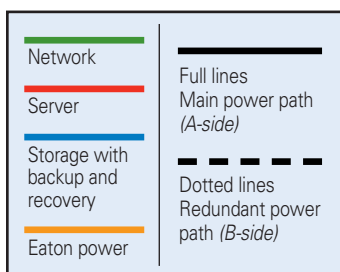 Network
Server
Storage with
backup and
recovery
Eaton power
Full lines
Main power path
(A-side)
Dotted lines
Redundant power
path (B-side)